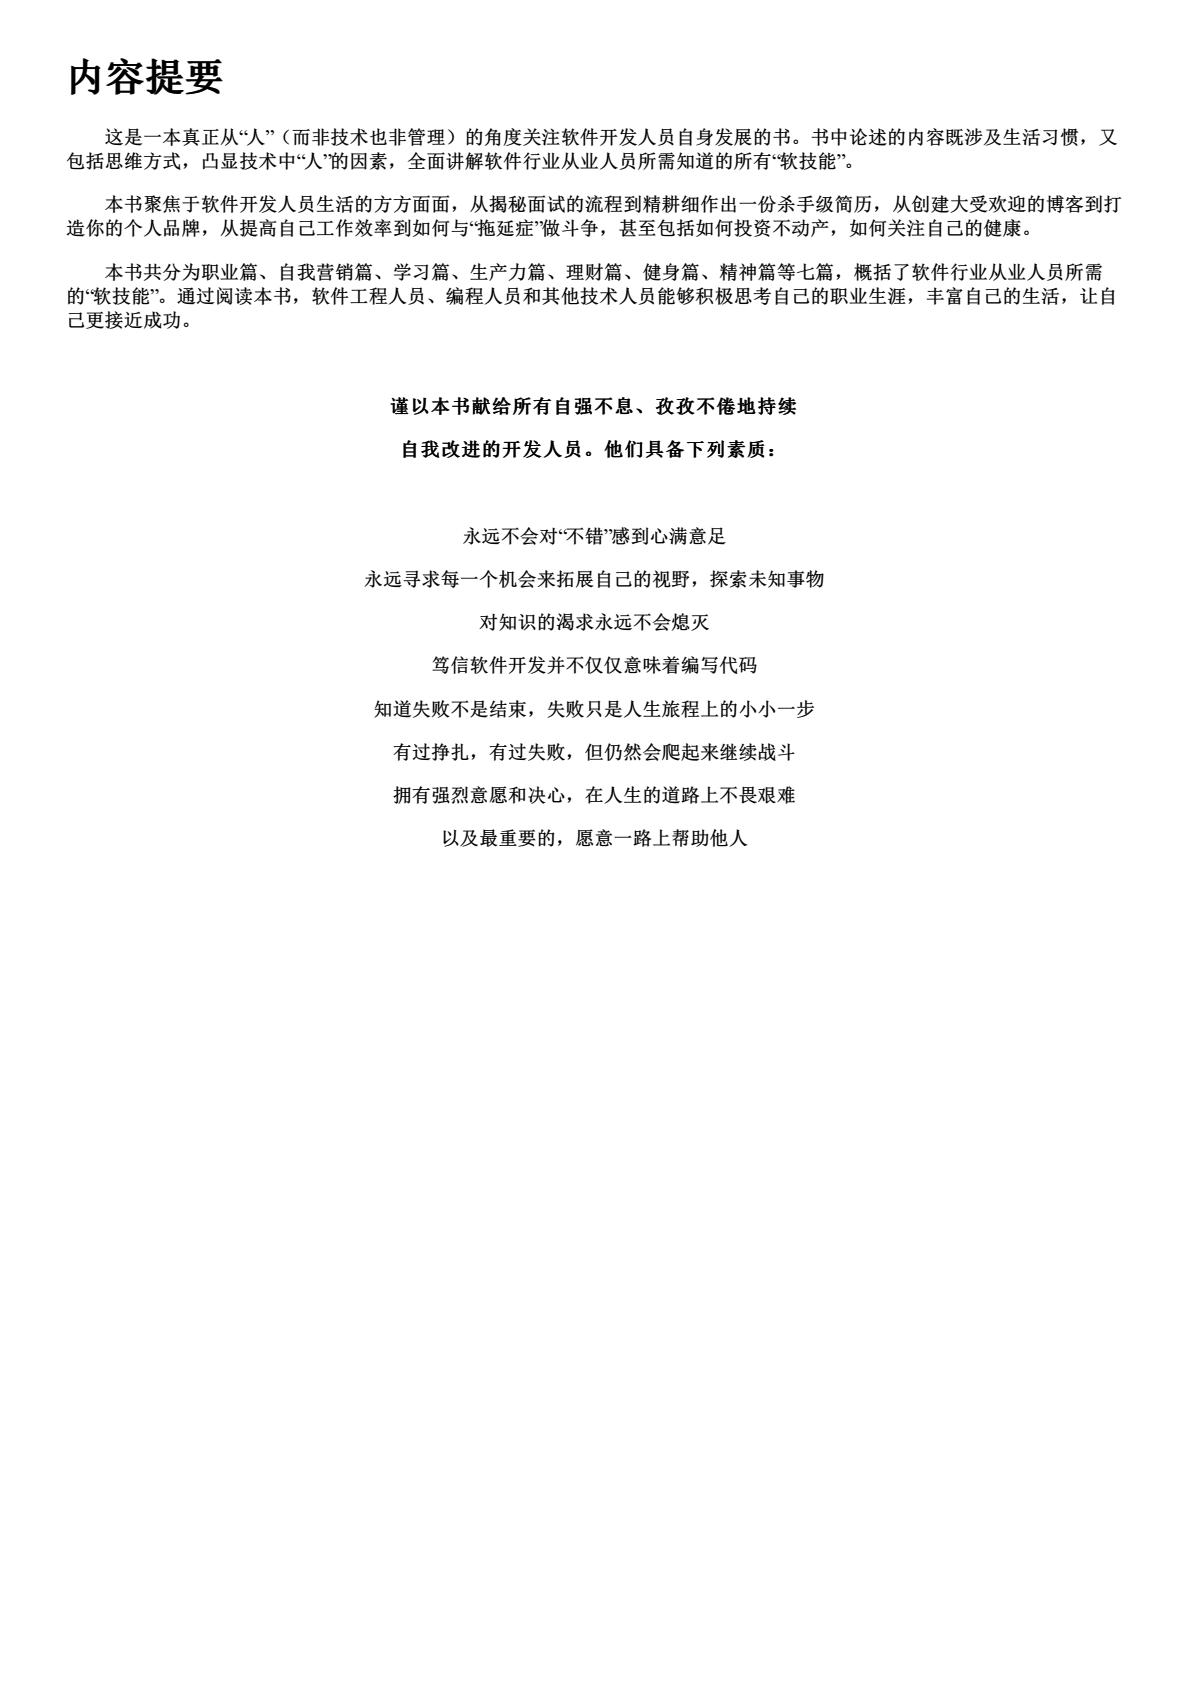 内容提要
这是一本真正从“人”（而非技术也非管理）的角度关注软件开发人员自身发展的书。书中论述的内容既涉及生活习惯，又
包括思维方式，凸显技术中“人”的因素，全面讲解软件行业从业人员所需知道的所有“软技能”。
本书聚焦于软件开发人员生活的方方面面，从揭秘面试的流程到精耕细作出一份杀手级简历，从创建大受欢迎的博客到打
造你的个人品牌，从提高自己工作效率到如何与“拖延症”做斗争，甚至包括如何投资不动产，如何关注自己的健康。
本书共分为职业篇、自我营销篇、学习篇、生产力篇、理财篇、健身篇、精神篇等七篇，概括了软件行业从业人员所需
的“软技能”。通过阅读本书，软件工程人员、编程人员和其他技术人员能够积极思考自己的职业生涯，丰富自己的生活，让自
己更接近成功。
谨以本书献给所有自强不息、孜孜不倦地持续
自我改进的开发人员。他们具备下列素质：
永远不会对“不错”感到心满意足
永远寻求每一个机会来拓展自己的视野，探索未知事物
对知识的渴求永远不会熄灭
笃信软件开发并不仅仅意味着编写代码
知道失败不是结束，失败只是人生旅程上的小小一步
有过挣扎，有过失败，但仍然会爬起来继续战斗
拥有强烈意愿和决心，在人生的道路上不畏艰难
以及最重要的，愿意一路上帮助他人